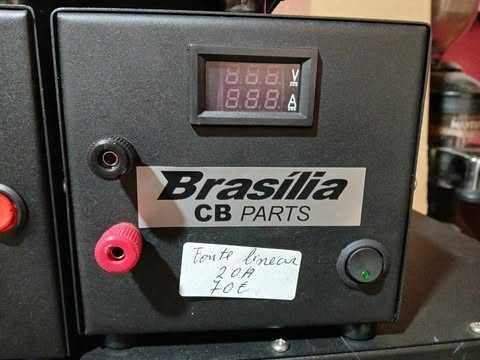 V
A
Brasília
CB PARTS
Fonte linear
20A
70€